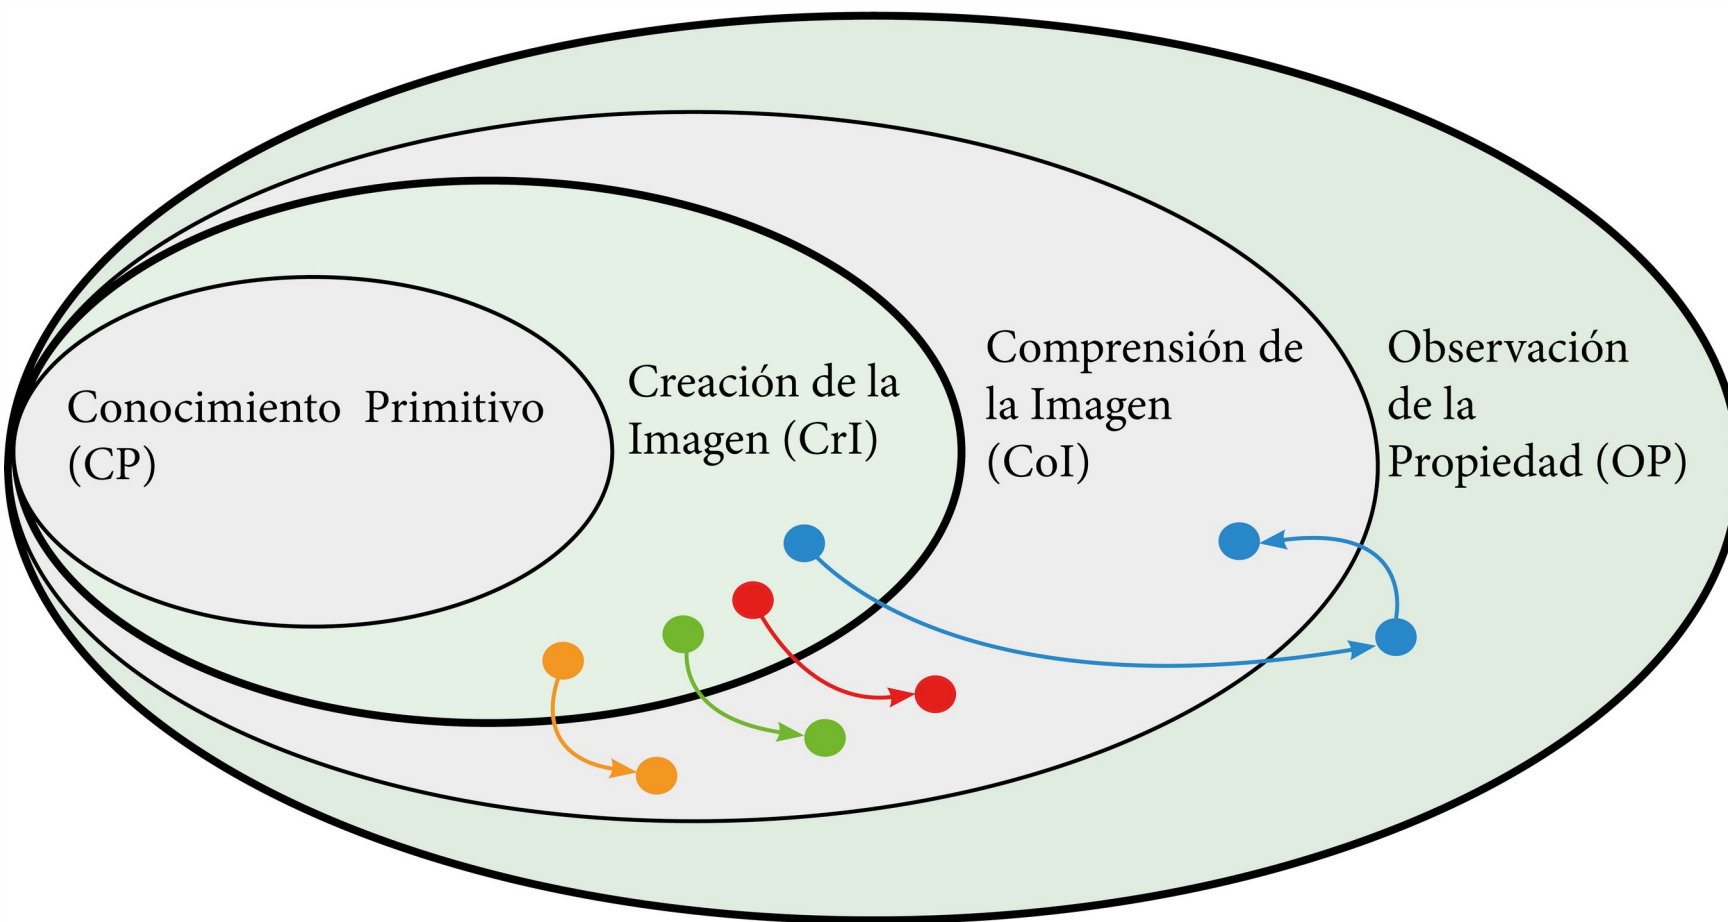 Conocimiento Primitivo
(CP)
Creación de la
Imagen (CrI)
Comprensión de
la Imagen
(CoI)
Observación
de la
Propiedad (OP)